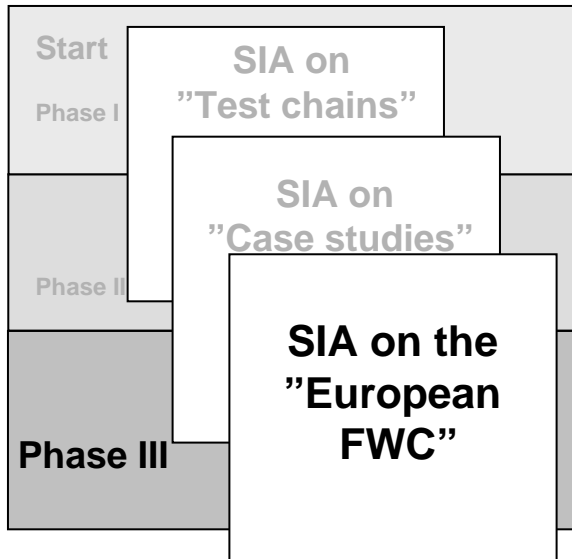 Start
Phase I
SIA on
”Test chains”
SIA on
”Case studies”
Phase II
SIA on the
”European
FWC”
Phase III